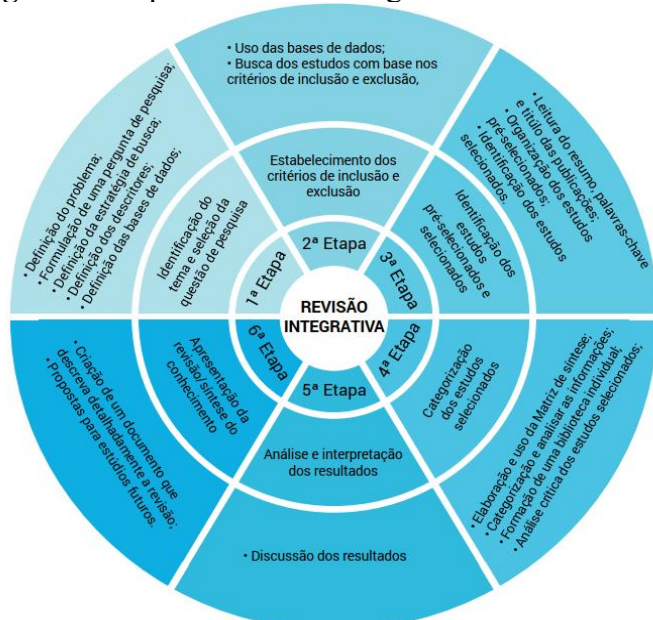 REVISÃO
INTEGRATIVA
1ª Etapa
Identificação do
tema e seleção da
questão de pesquisa
• Definição do problema;
• Formulação de uma pergunta de pesquisa;
• Definição da estratégia de busca;
• Definição dos descritores;
• Definição das bases de dados;
2ª Etapa
Estabelecimento dos
critérios de inclusão e
exclusão
• Uso das bases de dados;
• Busca dos estudos com base nos
critérios de inclusão e exclusão,
3ª Etapa
Identificação dos
estudos
pré-selecionados e
selecionados
• Leitura do resumo, palavras-chave
e título das publicações;
• Organização dos estudos
pré-selecionados;
• Identificação dos estudos
selecionados.
4ª Etapa
Categorização
dos estudos
selecionados
• Elaboração e uso da Matriz de síntese;
• Categorização e analisar as informações;
• Formação de uma biblioteca individual;
• Análise crítica dos estudos selecionados,
5ª Etapa
Análise e interpretação
dos resultados
• Discussão dos resultados
6ª Etapa
Apresentação da
revisão/síntese do
conhecimento
• Criação de um documento que
descreva detalhadamente a revisão;
• Propostas para estúdios futuros.